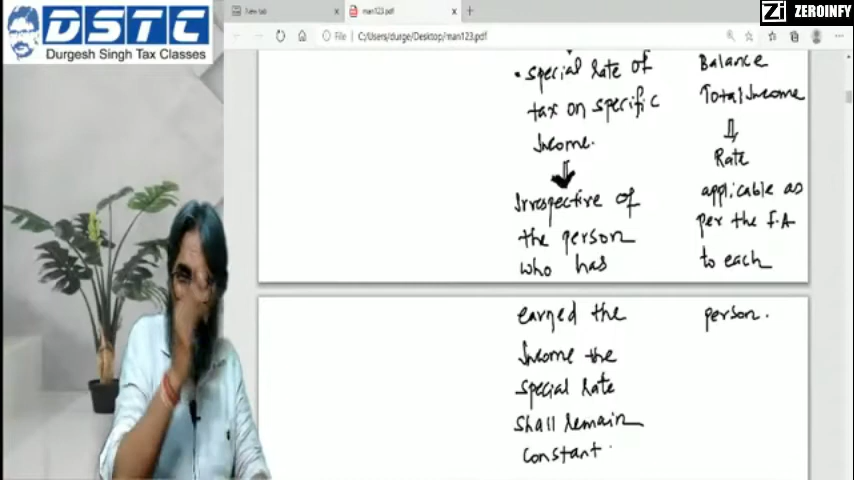 DSTC
Durgesh Singh Tax Classes
New tab
man123.pdf
File
C:/Users/durge/Desktop/man123.pdf
Zi ZEROINFY
• special rate of
tax on specific
Income.
Irrespective of
the person
who has
earned the
Income the
special Rate
shall remain
constant.
Balance
Total Income
Rate
applicable as
per the F.A
to each
person.